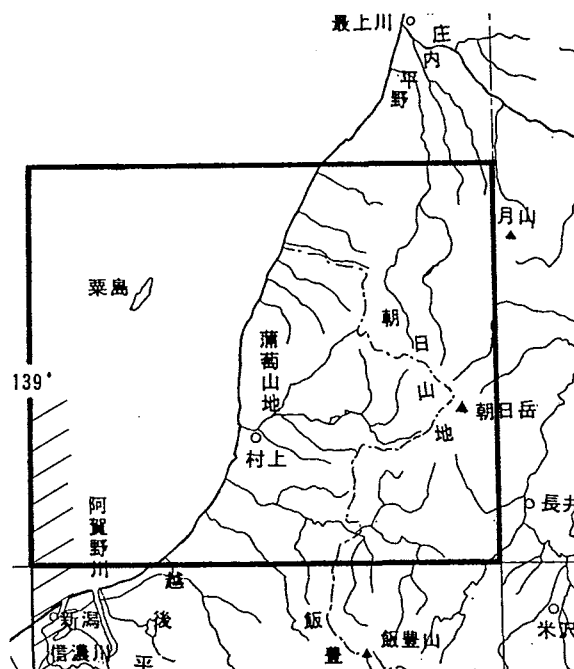 最上川
庄内平野
月山
粟島
朝日山地
蒲萄山地
139°
朝日岳
村上
長井
阿賀野川
越後平
新潟
信濃川
飯豊
飯豊山
米沢